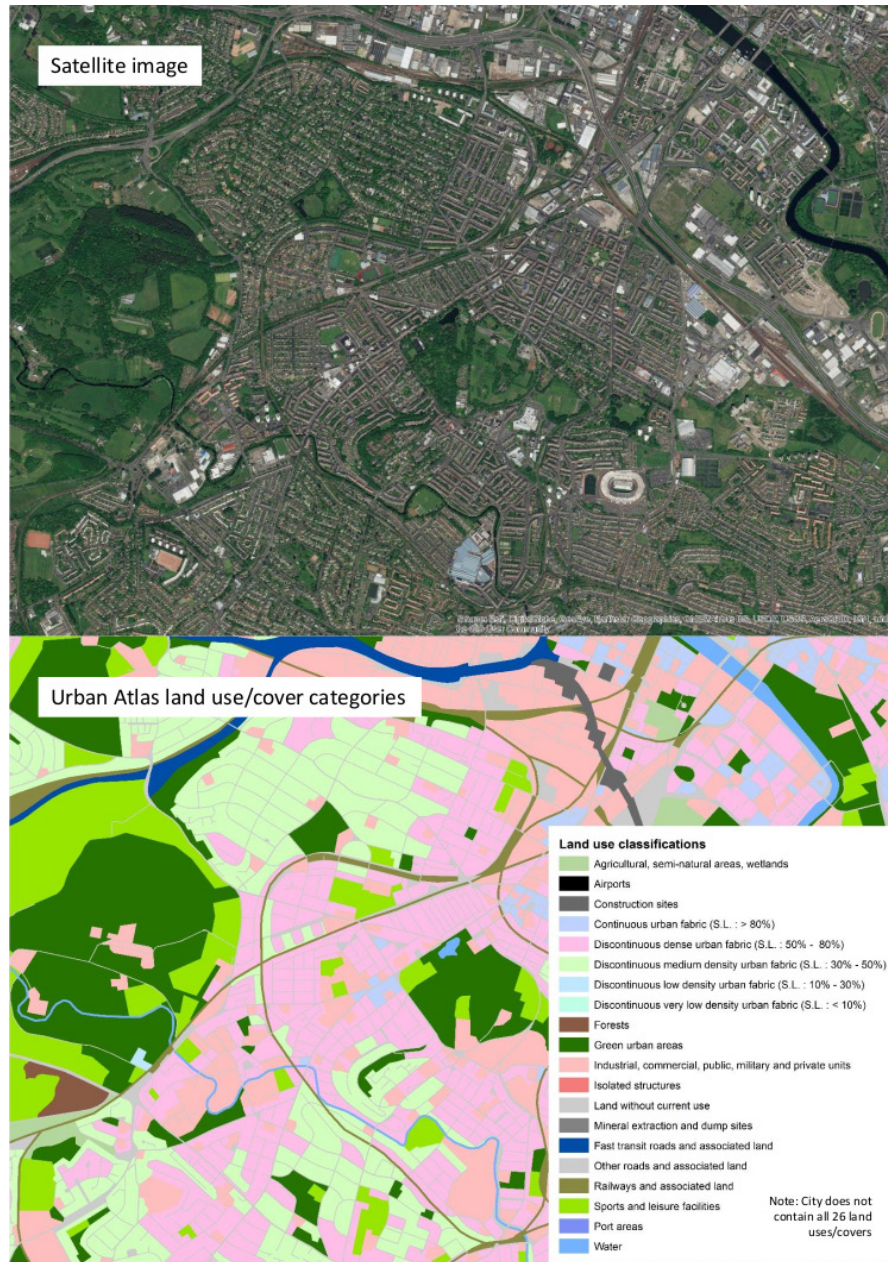 Satellite image
Urban Atlas land use/cover categories
Land use classifications
Agricultural, semi-natural areas, wetlands
Airports
Construction sites
Continuous urban fabric (S.L. : > 80%)
Discontinuous dense urban fabric (S.L. : 50% - 80%)
Discontinuous medium density urban fabric (S.L. : 30% - 50%)
Discontinuous low density urban fabric (S.L. : 10% - 30%)
Discontinuous very low density urban fabric (S.L. : < 10%)
Forests
Green urban areas
Industrial, commercial, public, military and private units
Isolated structures
Land without current use
Mineral extraction and dump sites
Fast transit roads and associated land
Other roads and associated land
Railways and associated land
Sports and leisure facilities
Port areas
Water
Note: City does not
contain all 26 land
uses/covers